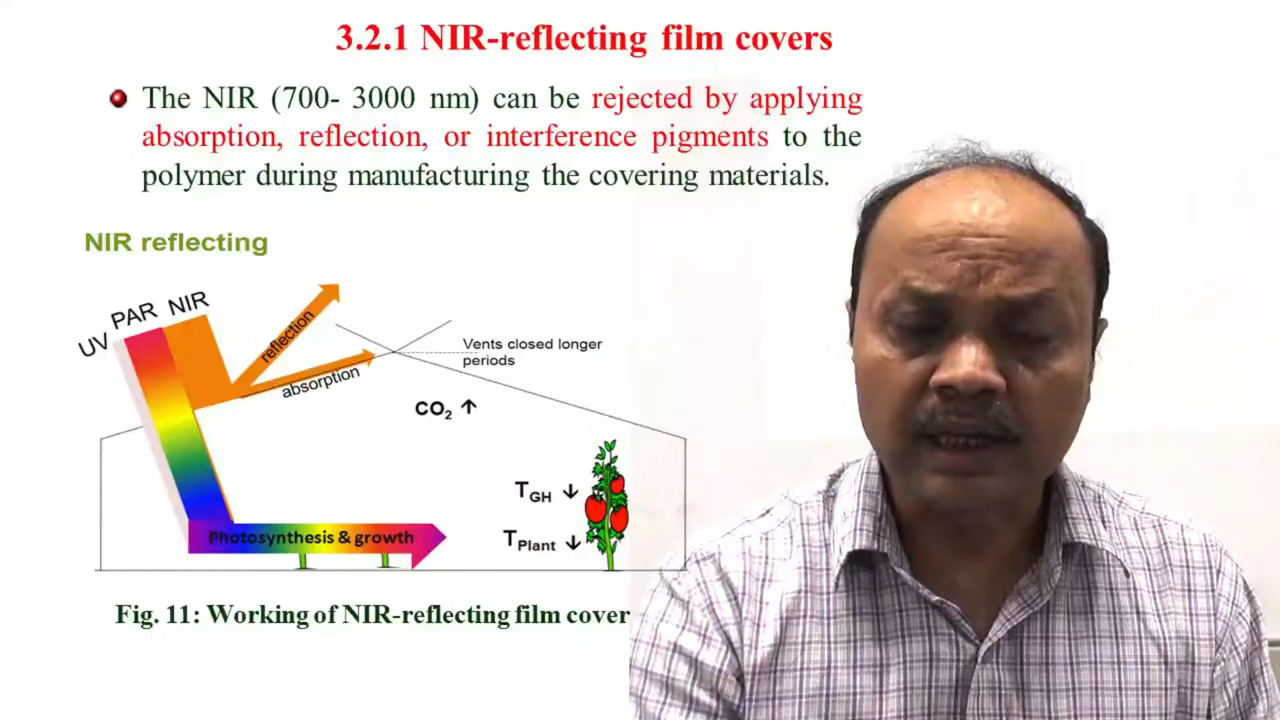 3.2.1 NIR-reflecting film covers
The NIR (700- 3000 nm) can be rejected by applying
absorption, reflection, or interference pigments to the
polymer during manufacturing the covering materials.
NIR reflecting
UV PAR NIR
reflection
absorption
Vents closed longer
periods
CO₂ ↑
T_GH ↓
T_Plant ↓
Photosynthesis & growth
Fig. 11: Working of NIR-reflecting film cover